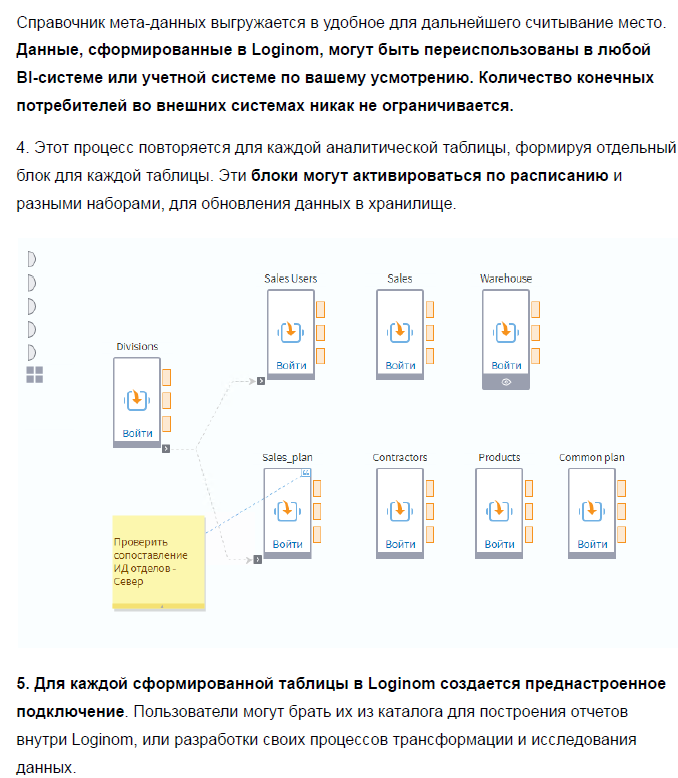 Справочник мета-данных выгружается в удобное для дальнейшего считывание место.
Данные, сформированные в Loginom, могут быть переиспользованы в любой
BI-системе или учетной системе по вашему усмотрению. Количество конечных
потребителей во внешних системах никак не ограничивается.
4. Этот процесс повторяется для каждой аналитической таблицы, формируя отдельный
блок для каждой таблицы. Эти блоки могут активироваться по расписанию и
разными наборами, для обновления данных в хранилище.
Sales Users
Sales
Warehouse
Войти
Войти
Войти
Divisions
Войти
Sales_plan
Contractors
Products
Common plan
Войти
Войти
Войти
Войти
Проверить
сопоставление
ИД отделов -
Север
5. Для каждой сформированной таблицы в Loginom создается преднастроенное
подключение. Пользователи могут брать их из каталога для построения отчетов
внутри Loginom, или разработки своих процессов трансформации и исследования
данных.